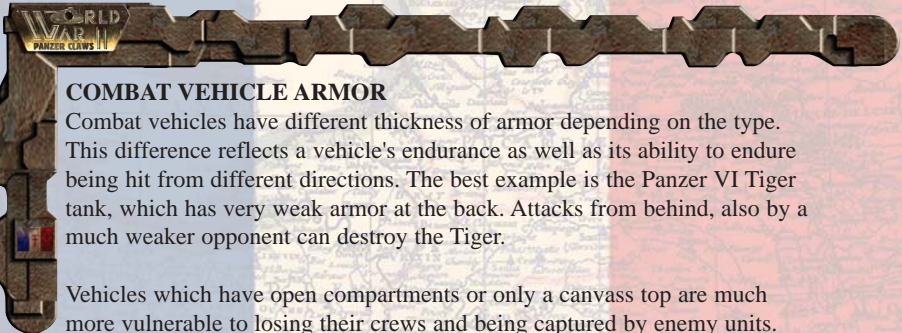 WORLD
WAR II
PANZER CLAWS
COMBAT VEHICLE ARMOR
Combat vehicles have different thickness of armor depending on the type.
This difference reflects a vehicle's endurance as well as its ability to endure
being hit from different directions. The best example is the Panzer VI Tiger
tank, which has very weak armor at the back. Attacks from behind, also by a
much weaker opponent can destroy the Tiger.
Vehicles which have open compartments or only a canvass top are much
more vulnerable to losing their crews and being captured by enemy units.